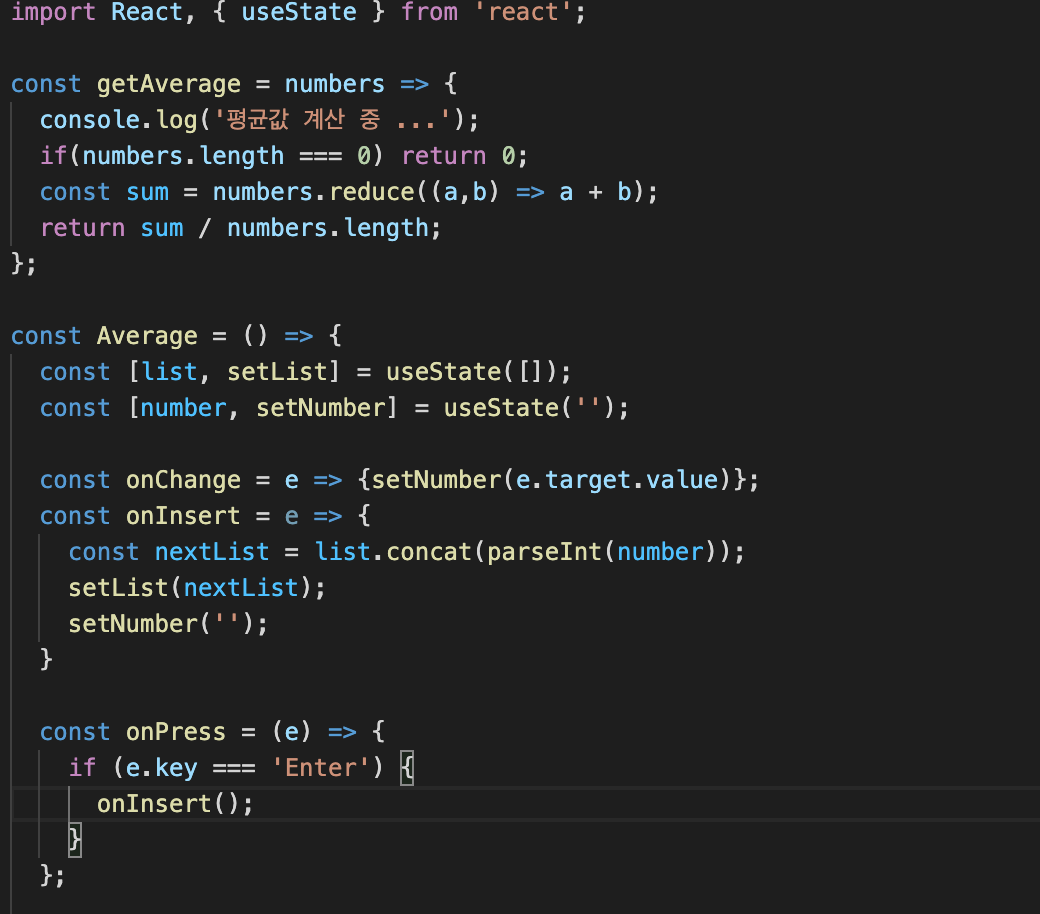 import React, { useState } from 'react';
const getAverage = numbers => {
console.log('평균값 계산 중 ...');
if(numbers.length === 0) return 0;
const sum = numbers.reduce((a,b) => a + b);
return sum / numbers.length;
};
const Average = () => {
const [list, setList] = useState([]);
const [number, setNumber] = useState('');
const onChange = e => {setNumber(e.target.value)};
const onInsert = e => {
const nextList = list.concat(parseInt(number));
setList(nextList);
setNumber('');
}
const onPress = (e) => {
if (e.key === 'Enter') {
onInsert();
}
};